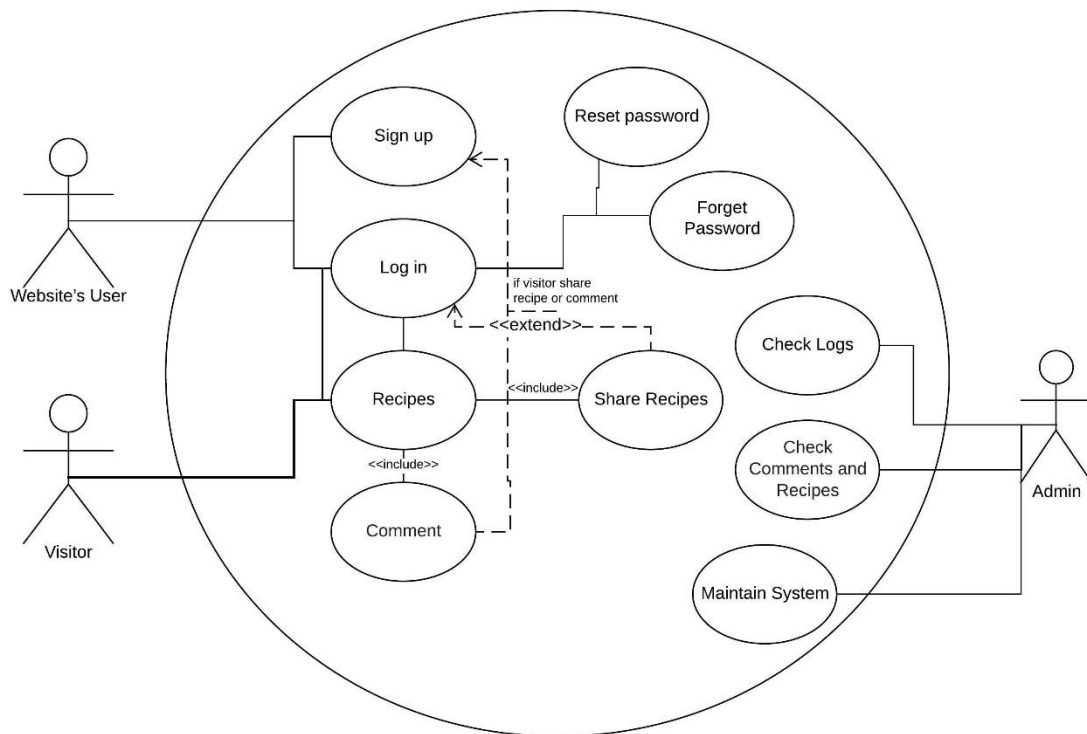 Sign up
Reset password
Forget
Password
Website's User
Log in
if visitor share
recipe or comment
<<extend>>
Check Logs
Recipes
<<include>>
Share Recipes
Check
Comments and
Recipes
<<include>>
Admin
Comment
Visitor
Maintain System